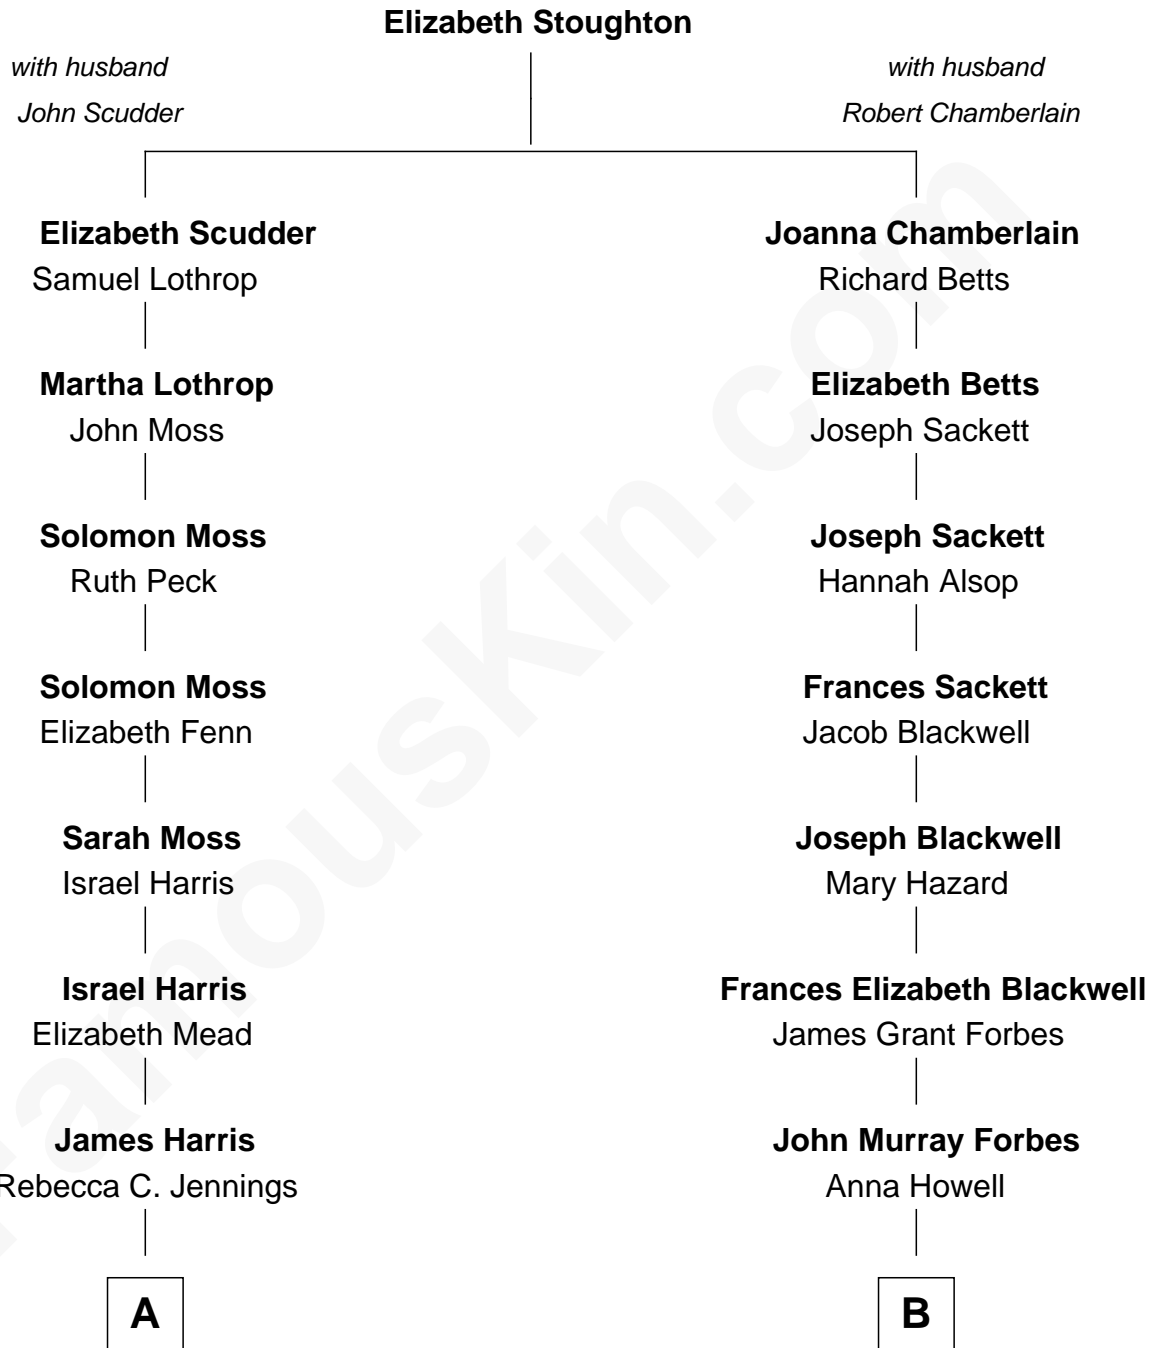 Elizabeth Stoughton
with husband
John Scudder
with husband
Robert Chamberlain
Elizabeth Scudder
Samuel Lothrop
Joanna Chamberlain
Richard Betts
Martha Lothrop
John Moss
Elizabeth Betts
Joseph Sackett
Solomon Moss
Ruth Peck
Joseph Sackett
Hannah Alsop
Solomon Moss
Elizabeth Fenn
Frances Sackett
Jacob Blackwell
Sarah Moss
Israel Harris
Joseph Blackwell
Mary Hazard
Israel Harris
Elizabeth Mead
Frances Elizabeth Blackwell
James Grant Forbes
James Harris
Rebecca C. Jennings
John Murray Forbes
Anna Howell
A
B
FamousKin.com